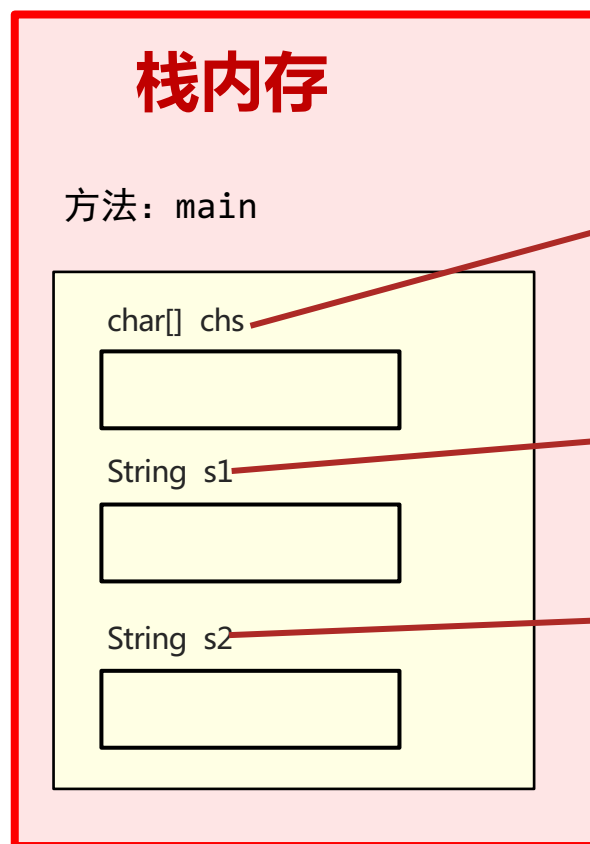 栈内存
方法：main
char[] chs
String s1
String s2